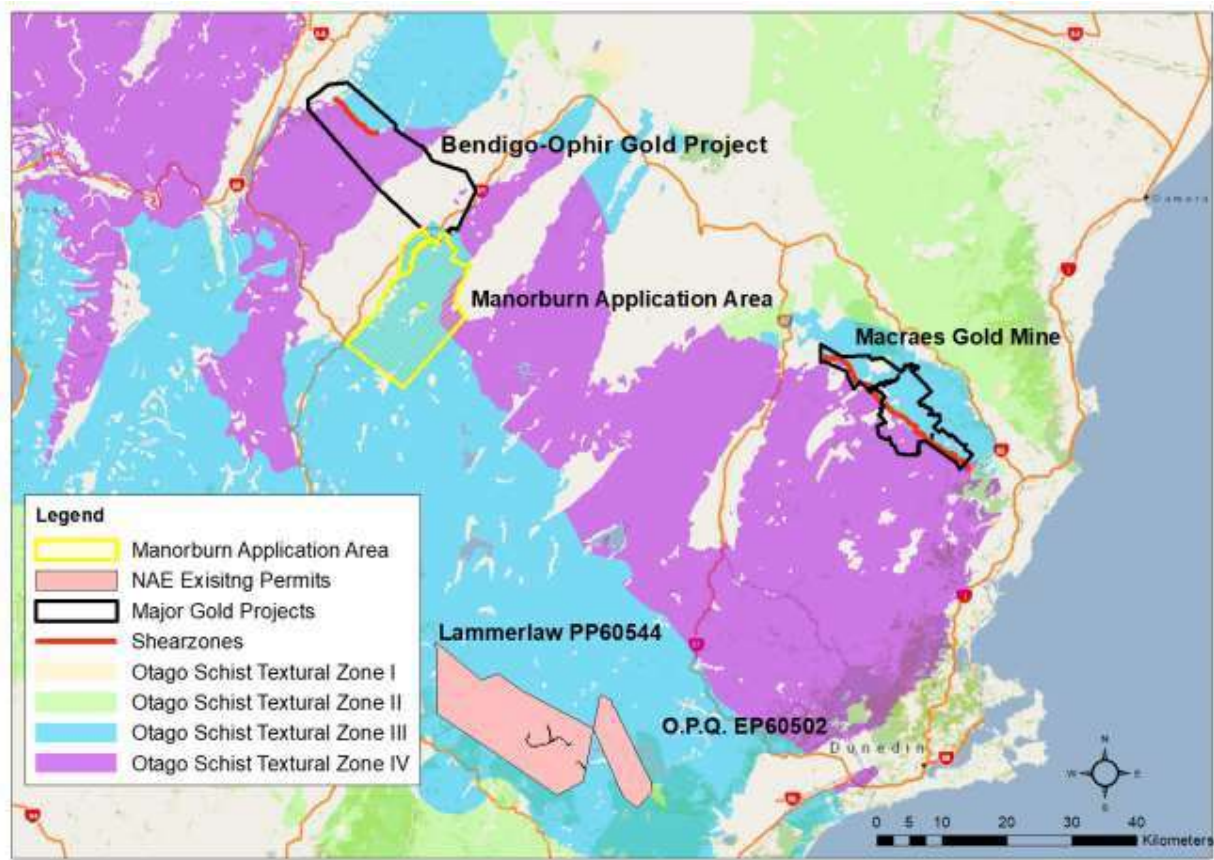 Bendigo-Ophir Gold Project
Manorburn Application Area
Macraes Gold Mine
Lammerlaw PP60544
O.P.Q. EP60502
Dunedin
Legend
Manorburn Application Area
NAE Exisitng Permits
Major Gold Projects
Shearzones
Otago Schist Textural Zone I
Otago Schist Textural Zone II
Otago Schist Textural Zone III
Otago Schist Textural Zone IV
N
W E
S
0 5 10 20 30 40
Kilometers